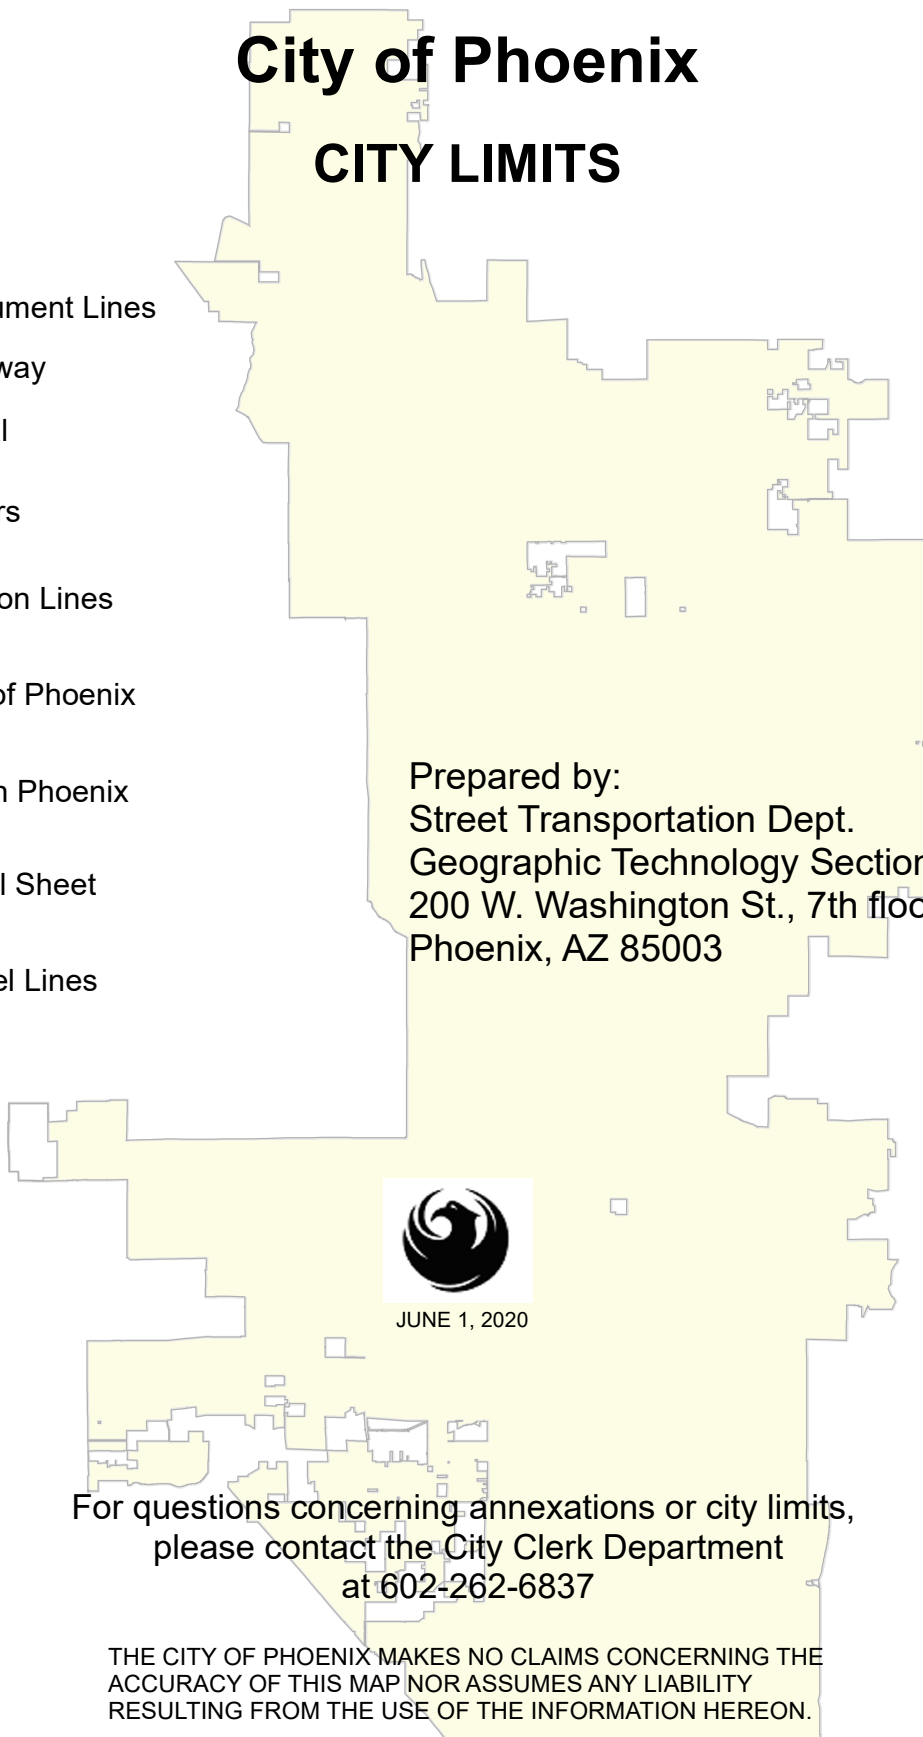 City of Phoenix
CITY LIMITS
ument Lines
way
l
rs
on Lines
of Phoenix
n Phoenix
l Sheet
el Lines
Prepared by:
Street Transportation Dept.
Geographic Technology Section
200 W. Washington St., 7th floo
Phoenix, AZ 85003
JUNE 1, 2020
For questions concerning annexations or city limits,
please contact the City Clerk Department
at 602-262-6837
THE CITY OF PHOENIX MAKES NO CLAIMS CONCERNING THE
ACCURACY OF THIS MAP NOR ASSUMES ANY LIABILITY
RESULTING FROM THE USE OF THE INFORMATION HEREON.